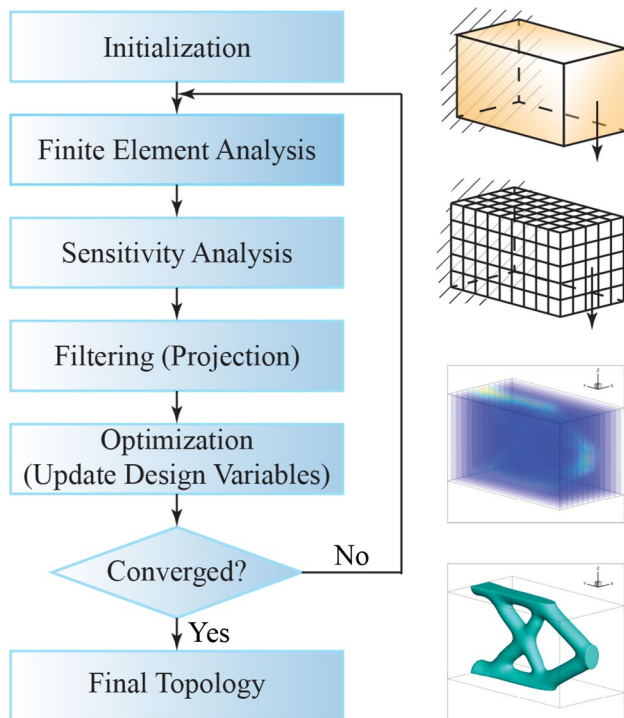 Initialization
Finite Element Analysis
Sensitivity Analysis
Filtering (Projection)
Optimization
(Update Design Variables)
Converged?
No
Yes
Final Topology
Z
Y
X
Z
Y
X